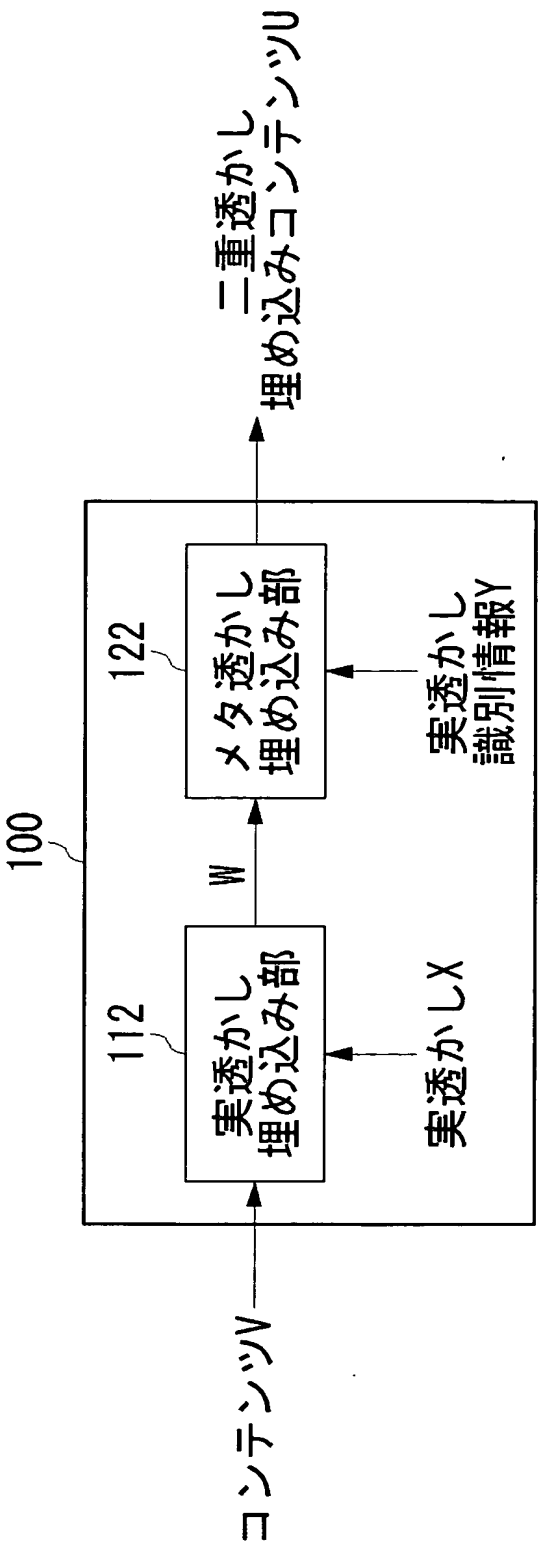 100
コンテンツV
112
実透かし
埋め込み部
実透かしX
W
122
メタ透かし
埋め込み部
実透かし
識別情報Y
二重透かし
埋め込みコンテンツU